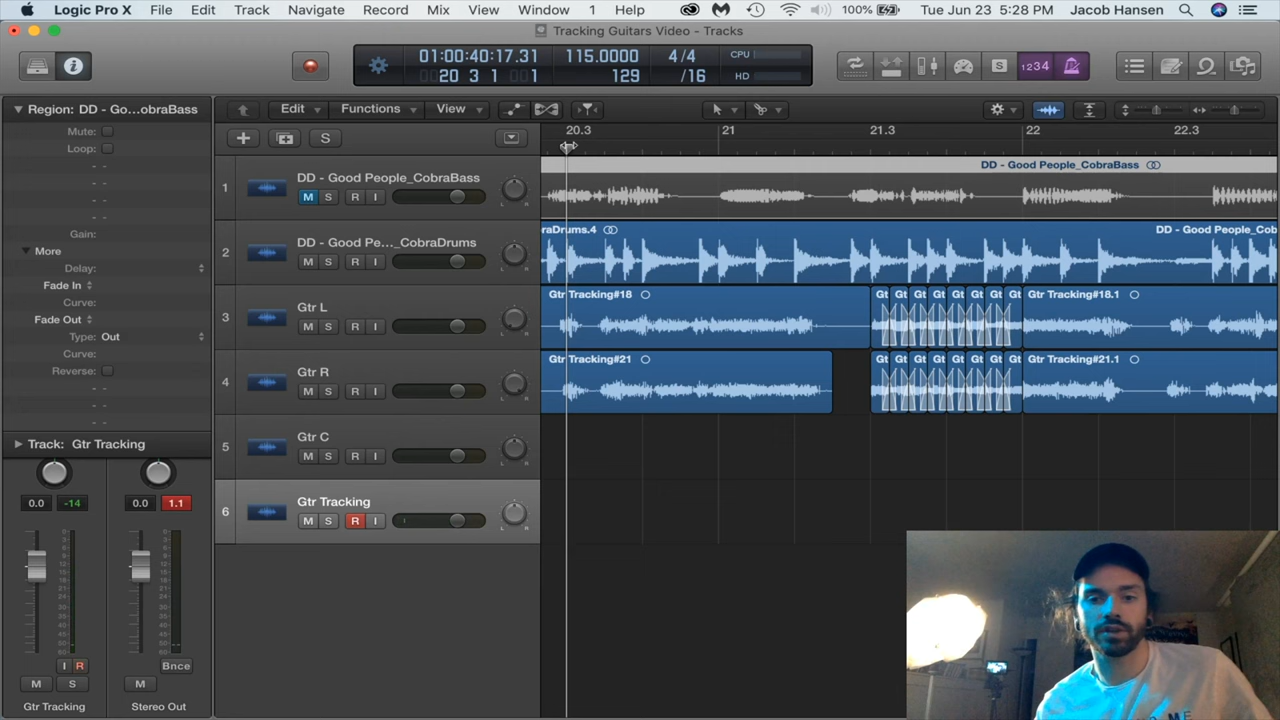 Logic Pro X File Edit Track Navigate Record Mix View Window 1 Help 100% Tue Jun 23 5:28 PM Jacob Hansen
Tracking Guitars Video - Tracks
01:00:40:17.31 115.0000 4/4 CPU
20 3 1 1 129 /16 HD
S 1234
Region: DD - Go...obraBass
Mute:
Loop:
Gain:
More
Delay:
Fade In
Curve:
Fade Out
Type: Out
Curve:
Reverse:
Track: Gtr Tracking
0.0 -14 0.0 1.1
I R Bnce
M S M
Gtr Tracking Stereo Out
Edit Functions View
S
20.3 21 21.3 22 22.3
1 DD - Good People_CobraBass
M S R I
DD - Good People_CobraBass
2 DD - Good Pe..._CobraDrums
M S R I
raDrums.4 DD - Good People_Cob
3 Gtr L
M S R I
Gtr Tracking#18 Gt Gt Gt Gt Gt Gt Gt Gt Gtr Tracking#18.1
4 Gtr R
M S R I
Gtr Tracking#21 Gt Gt Gt Gt Gt Gt Gt Gt Gtr Tracking#21.1
5 Gtr C
M S R I
6 Gtr Tracking
M S R I